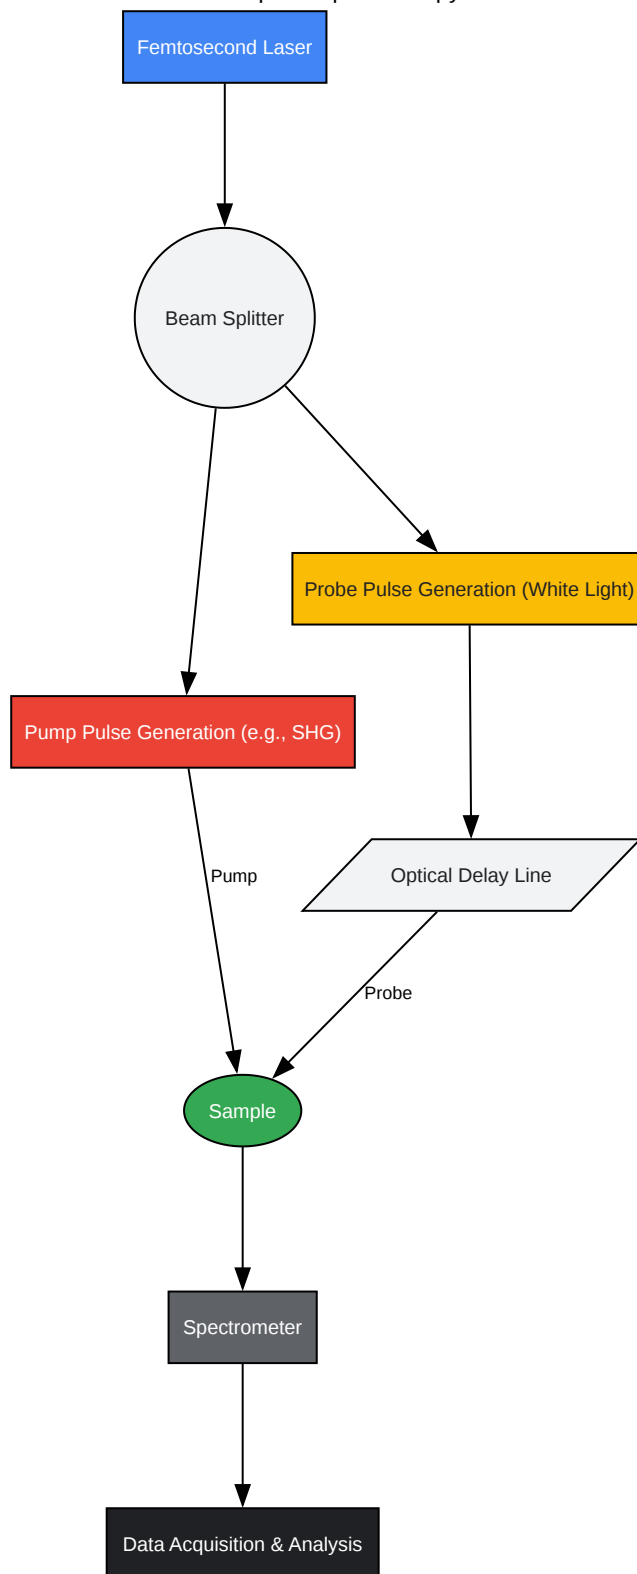 Femtosecond Laser
Beam Splitter
Probe Pulse Generation (White Light)
Pump Pulse Generation (e.g., SHG)
Optical Delay Line
Pump
Probe
Sample
Spectrometer
Data Acquisition & Analysis